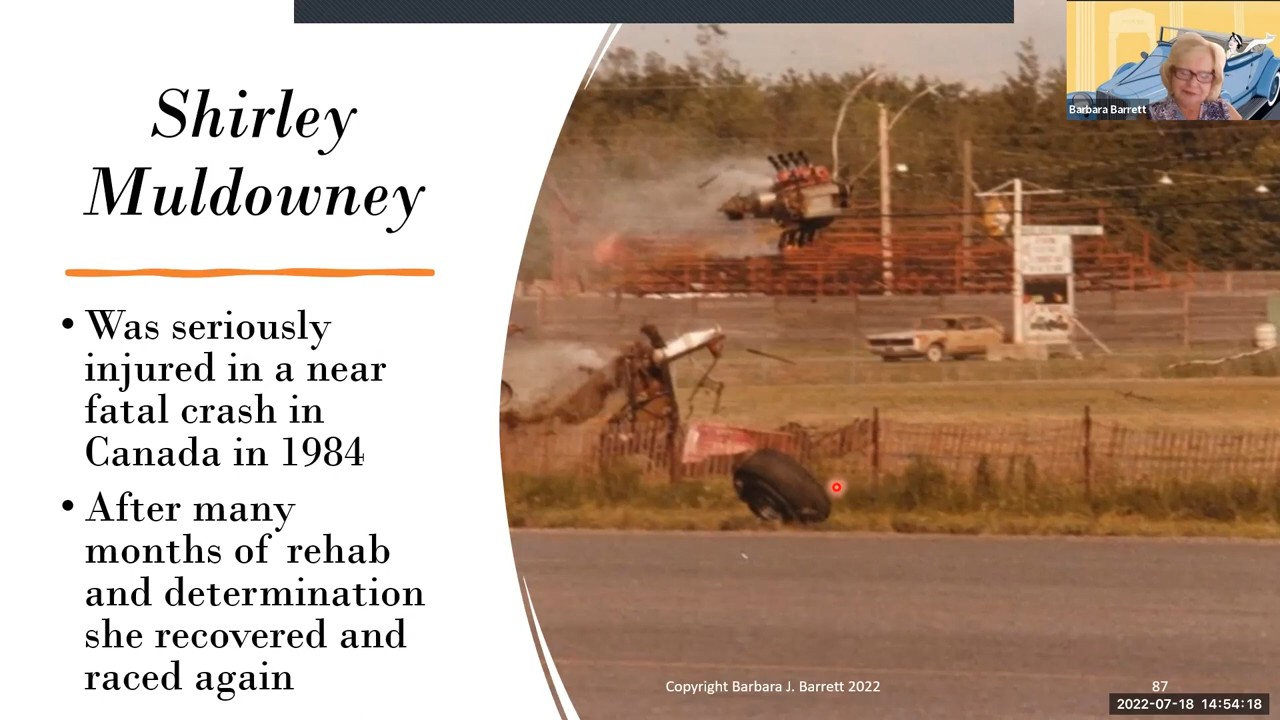 Shirley
Muldowney
• Was seriously
injured in a near
fatal crash in
Canada in 1984
• After many
months of rehab
and determination
she recovered and
raced again
Barbara Barrett
Copyright Barbara J. Barrett 2022
87
2022-07-18 14:54:18